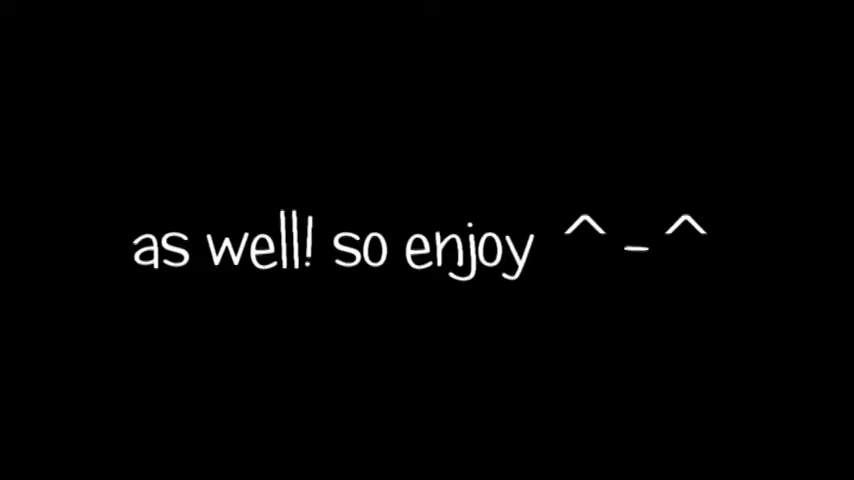 as well! so enjoy ^ - ^